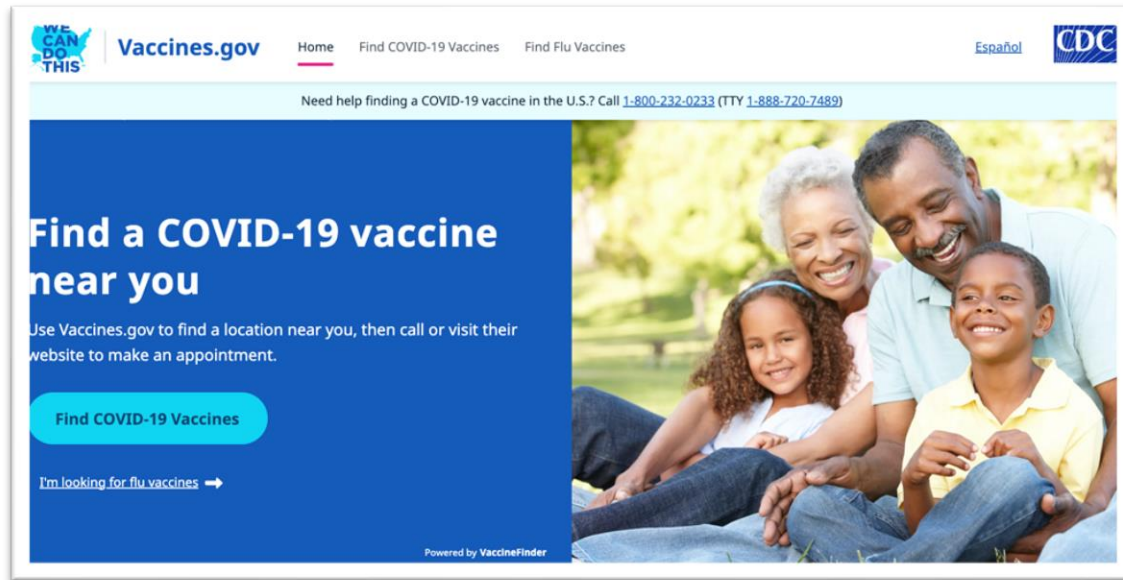 WE
CAN
DO
THIS
Vaccines.gov
Home Find COVID-19 Vaccines Find Flu Vaccines
Español
CDC
Need help finding a COVID-19 vaccine in the U.S.? Call 1-800-232-0233 (TTY 1-888-720-7489)
Find a COVID-19 vaccine
near you
Use Vaccines.gov to find a location near you, then call or visit their
website to make an appointment.
Find COVID-19 Vaccines
I'm looking for flu vaccines
Powered by VaccineFinder